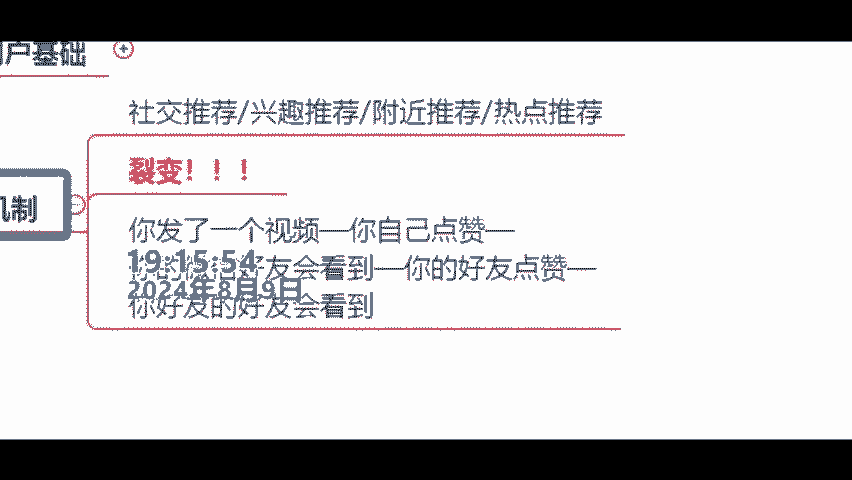 户基础
社交推荐/兴趣推荐/附近推荐/热点推荐
裂变！！！
机制
你发了一个视频—你自己点赞—
你的微信好友会看到—你的好友点赞—
19:15:54
2024年8月9日
你好友的好友会看到